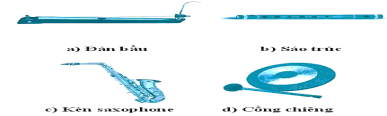 a) Đàn bầu
b) Sáo trúc
c) Kèn saxophone
d) Cồng chiêng